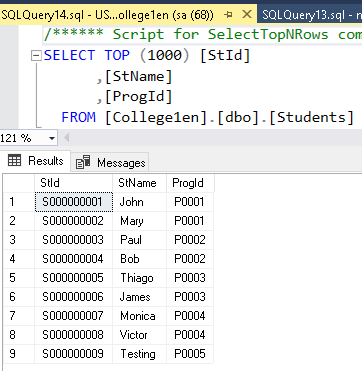 SQLQuery14.sql - US...ollege1en (sa (68))* SQLQuery13.sql - n
/****** Script for SelectTopNRows com
SELECT TOP (1000) [StId]
,[StName]
,[ProgId]
FROM [College1en].[dbo].[Students]
121 %
Results Messages
StId StName ProgId
1 S000000001 John P0001
2 S000000002 Mary P0001
3 S000000003 Paul P0002
4 S000000004 Bob P0002
5 S000000005 Thiago P0003
6 S000000006 James P0003
7 S000000007 Monica P0004
8 S000000008 Victor P0004
9 S000000009 Testing P0005